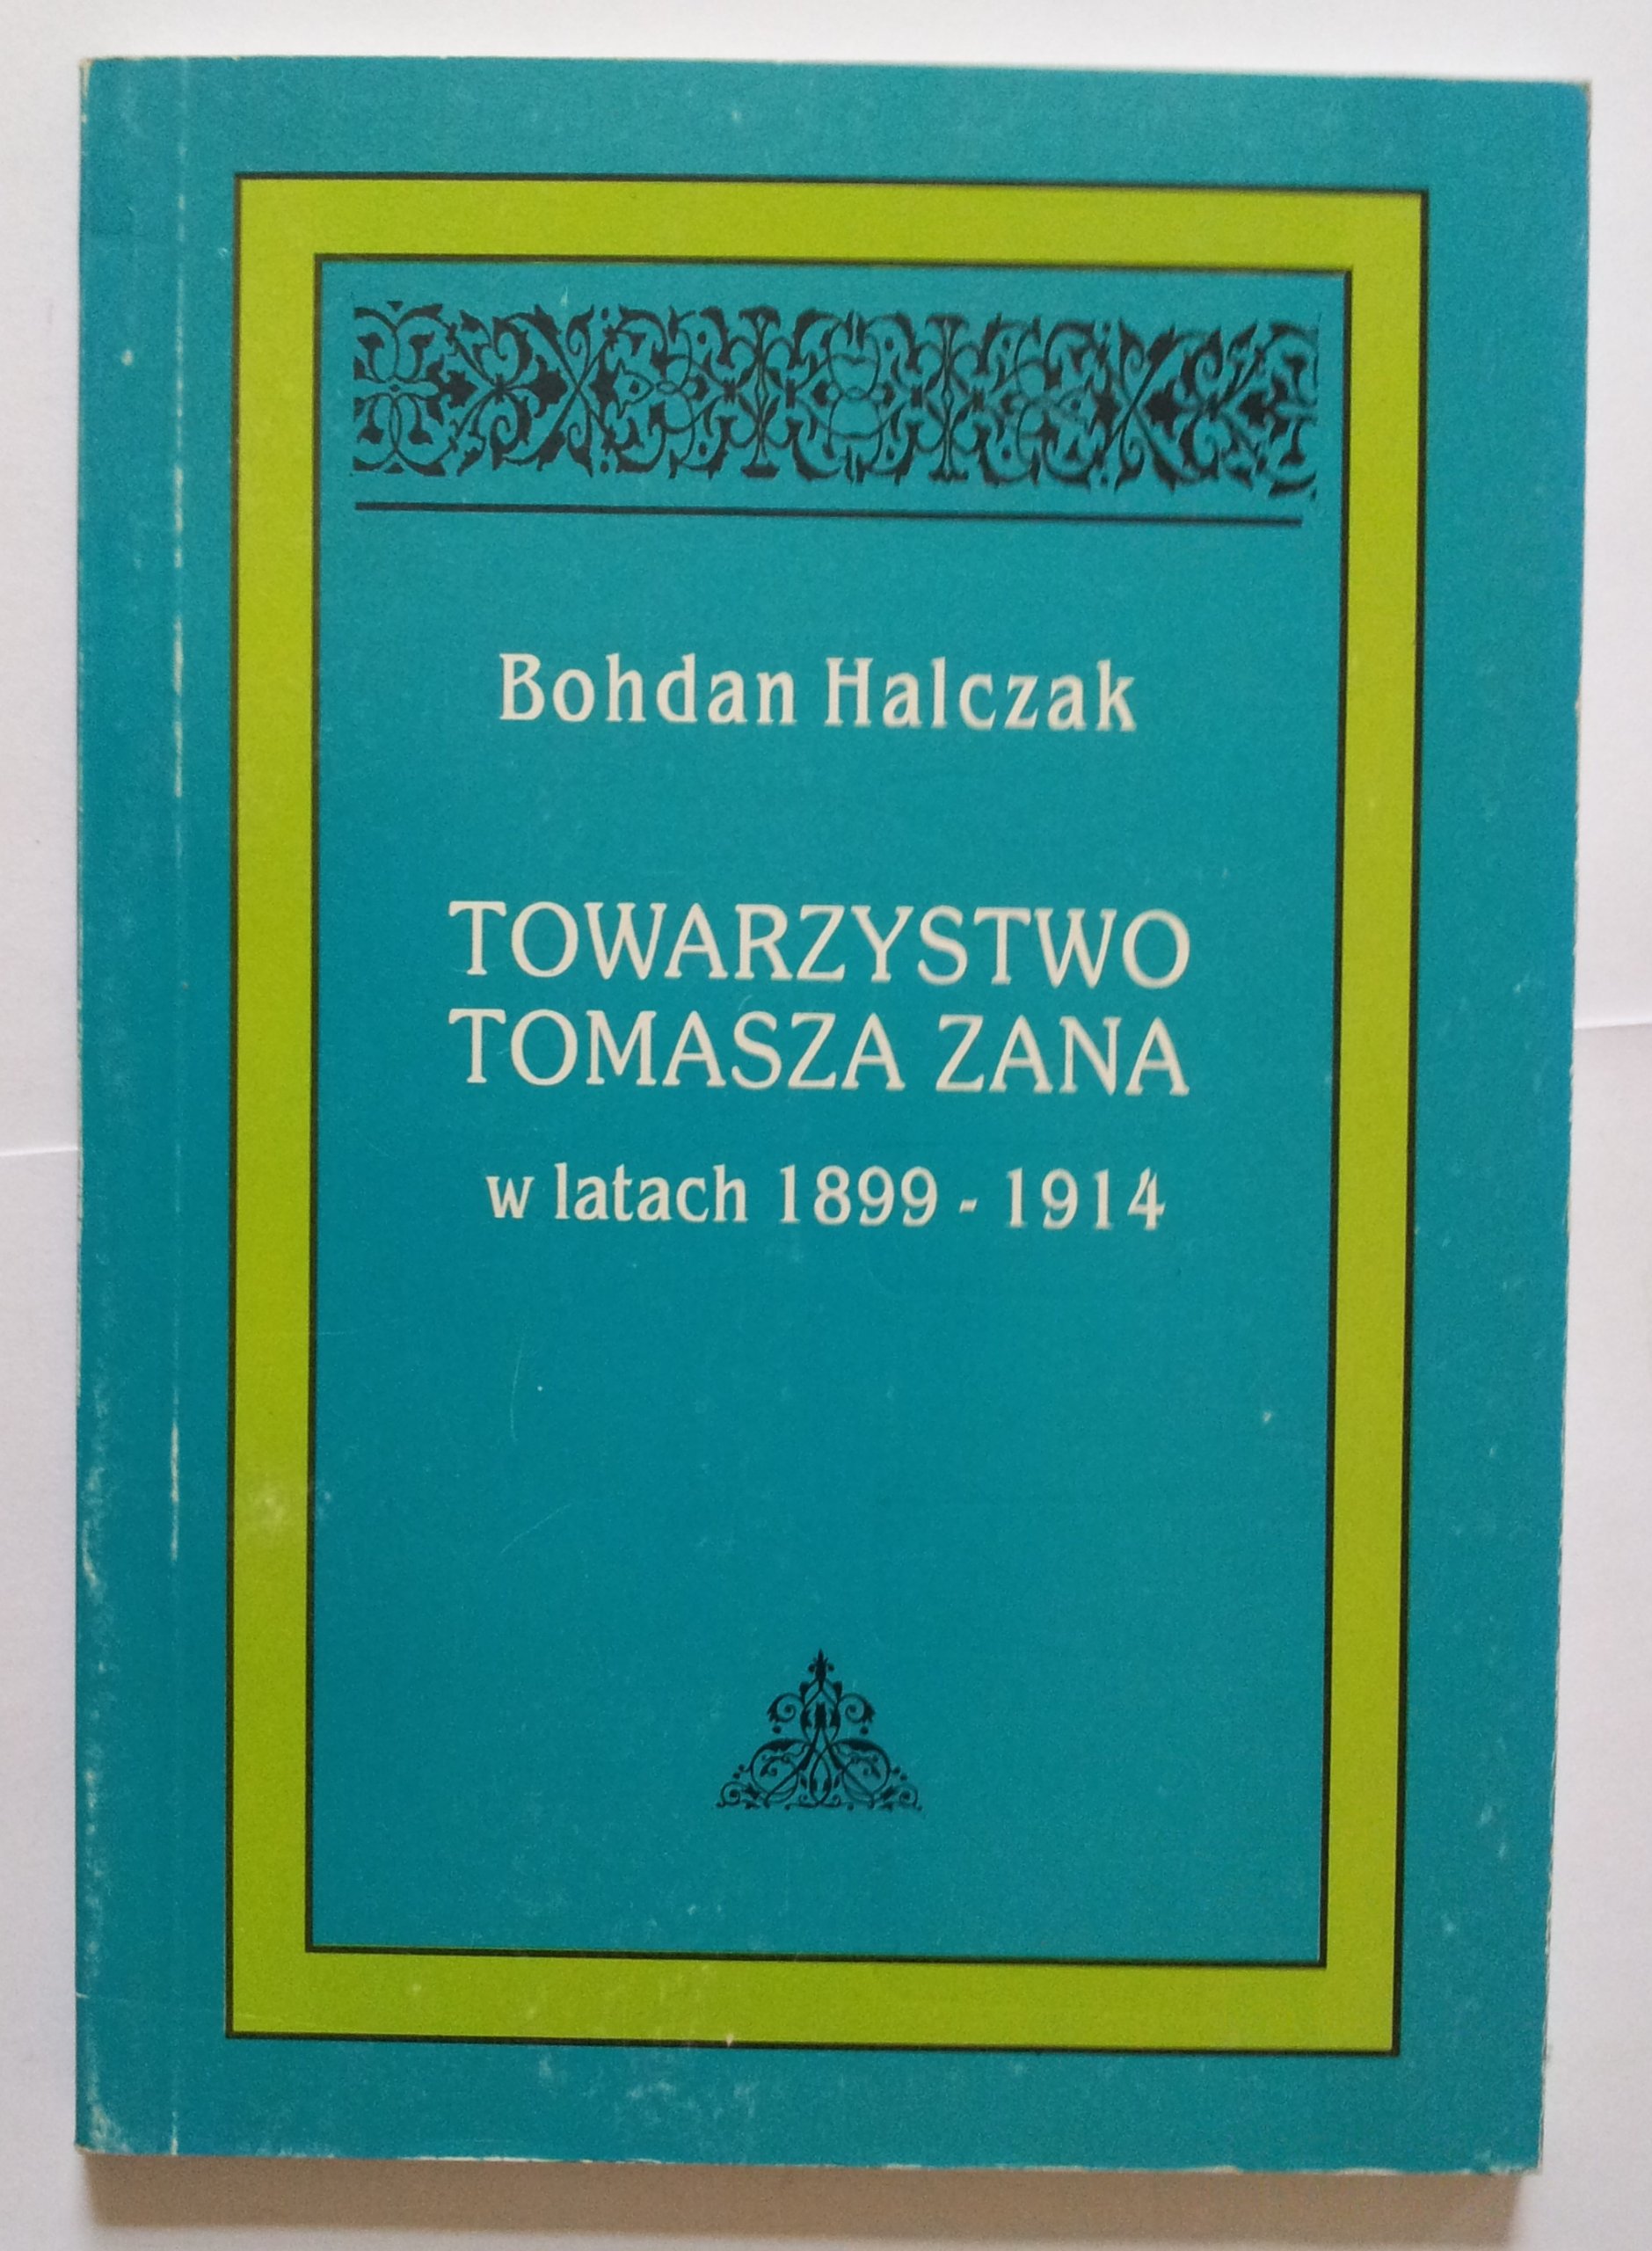 Bohdan Halczak
TOWARZYSTWO
TOMASZA ZANA
w latach 1899 - 1914